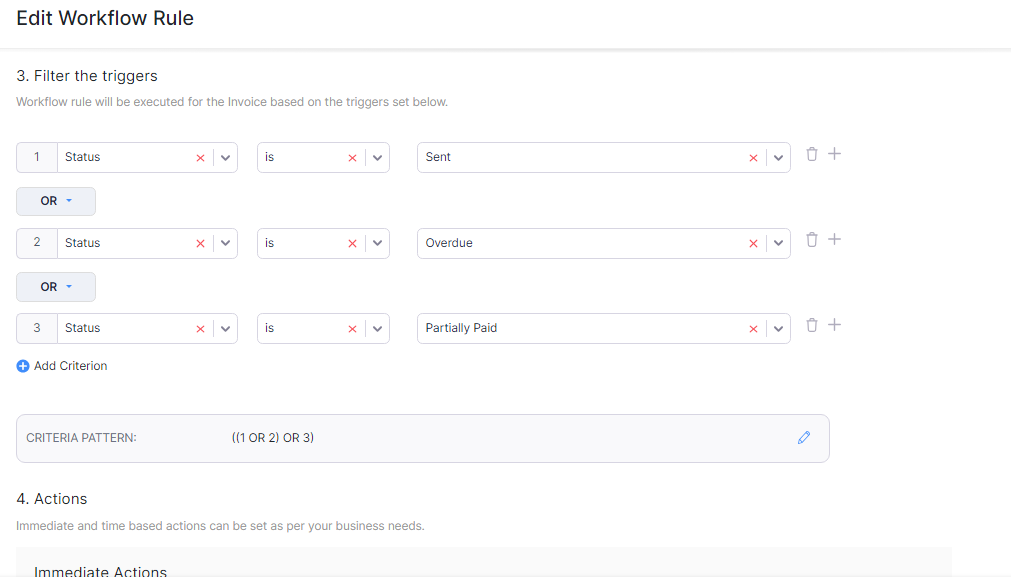 Edit Workflow Rule
3. Filter the triggers
Workflow rule will be executed for the Invoice based on the triggers set below.
1 Status is Sent
OR
2 Status is Overdue
OR
3 Status is Partially Paid
Add Criterion
CRITERIA PATTERN: ((1 OR 2) OR 3)
4. Actions
Immediate and time based actions can be set as per your business needs.
Immediate Actions